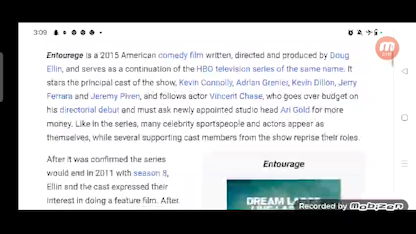 3:09
Entourage is a 2015 American comedy film written, directed and produced by Doug
Ellin, and serves as a continuation of the HBO television series of the same name. It
stars the principal cast of the show, Kevin Connolly, Adrian Grenier, Kevin Dillon, Jerry
Ferrara and Jeremy Piven, and follows actor Vincent Chase, who goes over budget on
his directorial debut and must ask newly appointed studio head Ari Gold for more
money. Like in the series, many celebrity sportspeople and actors appear as
themselves, while several supporting cast members from the show reprise their roles.
After it was confirmed the series
would end in 2011 with season 8,
Ellin and the cast expressed their
interest in doing a feature film. After
Entourage
DREAM LARGE
Recorded by Mobizen